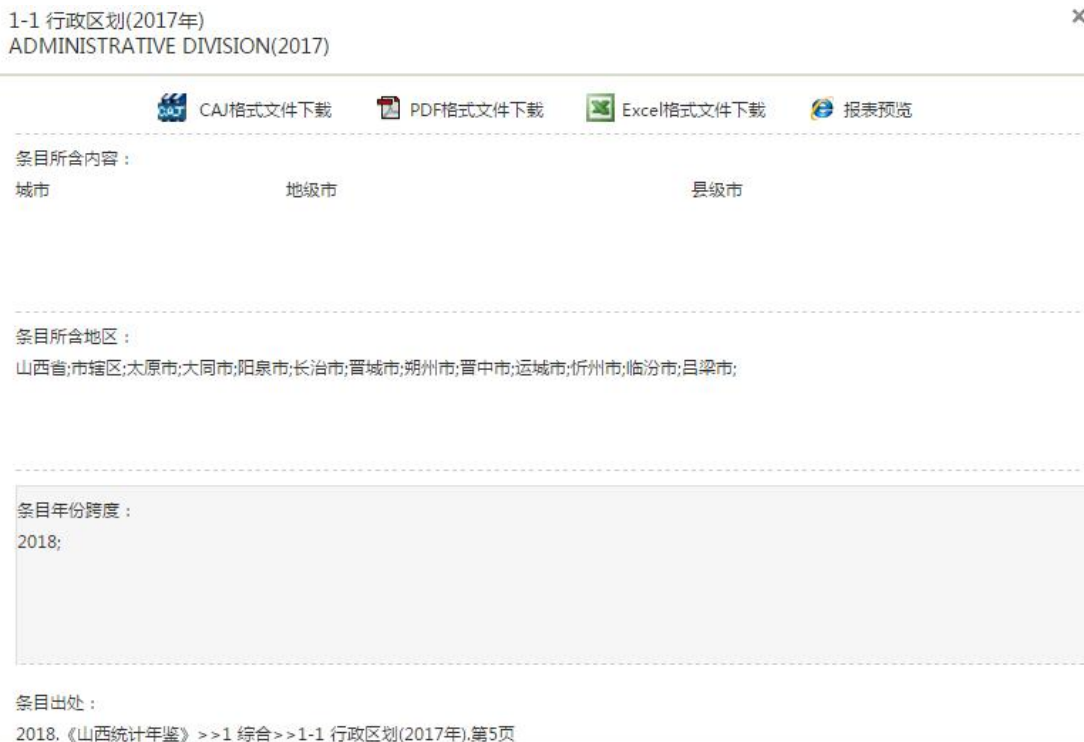 1-1 行政区划(2017年)
ADMINISTRATIVE DIVISION(2017)
CAJ格式文件下载 PDF格式文件下载 Excel格式文件下载 报表预览
条目所含内容：
城市 地级市 县级市
条目所含地区：
山西省;市辖区;太原市;大同市;阳泉市;长治市;晋城市;朔州市;晋中市;运城市;忻州市;临汾市;吕梁市;
条目年份跨度：
2018;
条目出处：
2018.《山西统计年鉴》>>1 综合>>1-1 行政区划(2017年).第5页